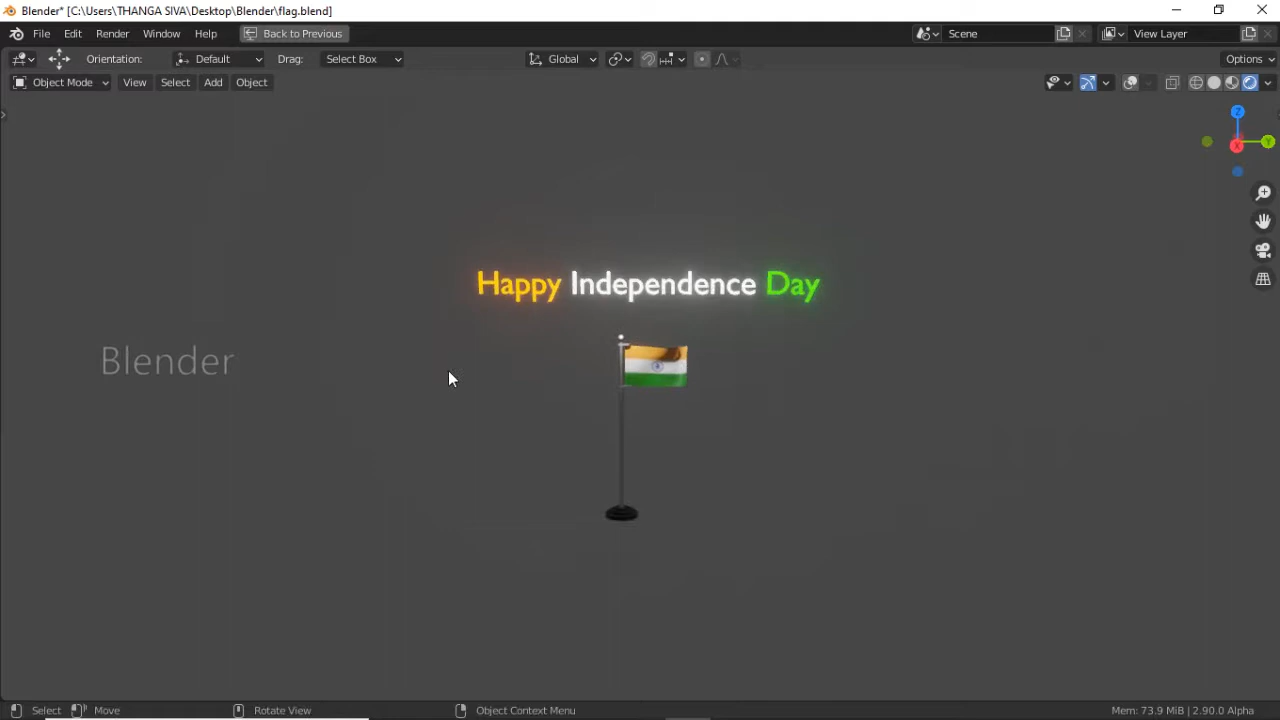 Blender* [C:\Users\THANGA SIVA\Desktop\Blender\flag.blend]
File Edit Render Window Help Back to Previous Scene View Layer
Orientation: Default Drag: Select Box Global Options
Object Mode View Select Add Object
Z
Y
X
Happy Independence Day
Blender
Select Move Rotate View Object Context Menu Mem: 73.9 MiB | 2.90.0 Alpha